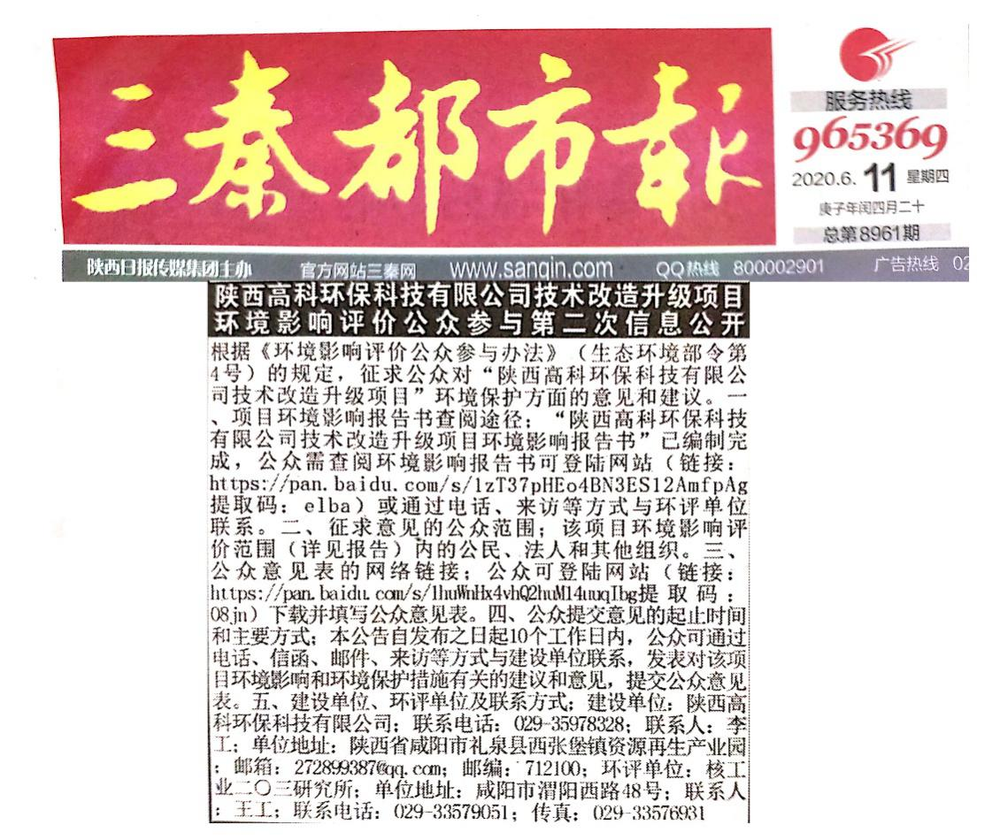 三秦都市报
服务热线
965369
2020.6. 11 星期四
庚子年闰四月二十
总第8961期
陕西日报传媒集团主办 官方网站三秦网 www.sanqin.com QQ热线 800002901 广告热线 02
陕西高科环保科技有限公司技术改造升级项目
环境影响评价公众参与第二次信息公开
根据《环境影响评价公众参与办法》（生态环境部令第
4号）的规定，征求公众对“陕西高科环保科技有限公
司技术改造升级项目”环境保护方面的意见和建议。一
、项目环境影响报告书查阅途径；“陕西高科环保科技
有限公司技术改造升级项目环境影响报告书”已编制完
成，公众需查阅环境影响报告书可登陆网站（链接：
https://pan.baidu.com/s/1zT37pHEo4BN3ES12AmfpAg
提取码：elba）或通过电话、来访等方式与环评单位
联系。二、征求意见的公众范围；该项目环境影响评
价范围（详见报告）内的公民、法人和其他组织。三、
公众意见表的网络链接；公众可登陆网站（链接：
https://pan.baidu.com/s/1huWnHx4vhQ2huM14uuqIbg提取码：
08jn）下载并填写公众意见表。四、公众提交意见的起止时间
和主要方式；本公告自发布之日起10个工作日内，公众可通过
电话、信函、邮件、来访等方式与建设单位联系，发表对该项
目环境影响和环境保护措施有关的建议和意见，提交公众意见
表。五、建设单位、环评单位及联系方式；建设单位：陕西高
科环保科技有限公司；联系电话：029-35978328；联系人：李
工；单位地址：陕西省咸阳市礼泉县西张堡镇资源再生产业园
；邮箱：272899387@qq.com；邮编：712100；环评单位：核工
业二〇三研究所；单位地址：咸阳市渭阳西路48号；联系人
：王工；联系电话：029-33579051；传真：029-33576931